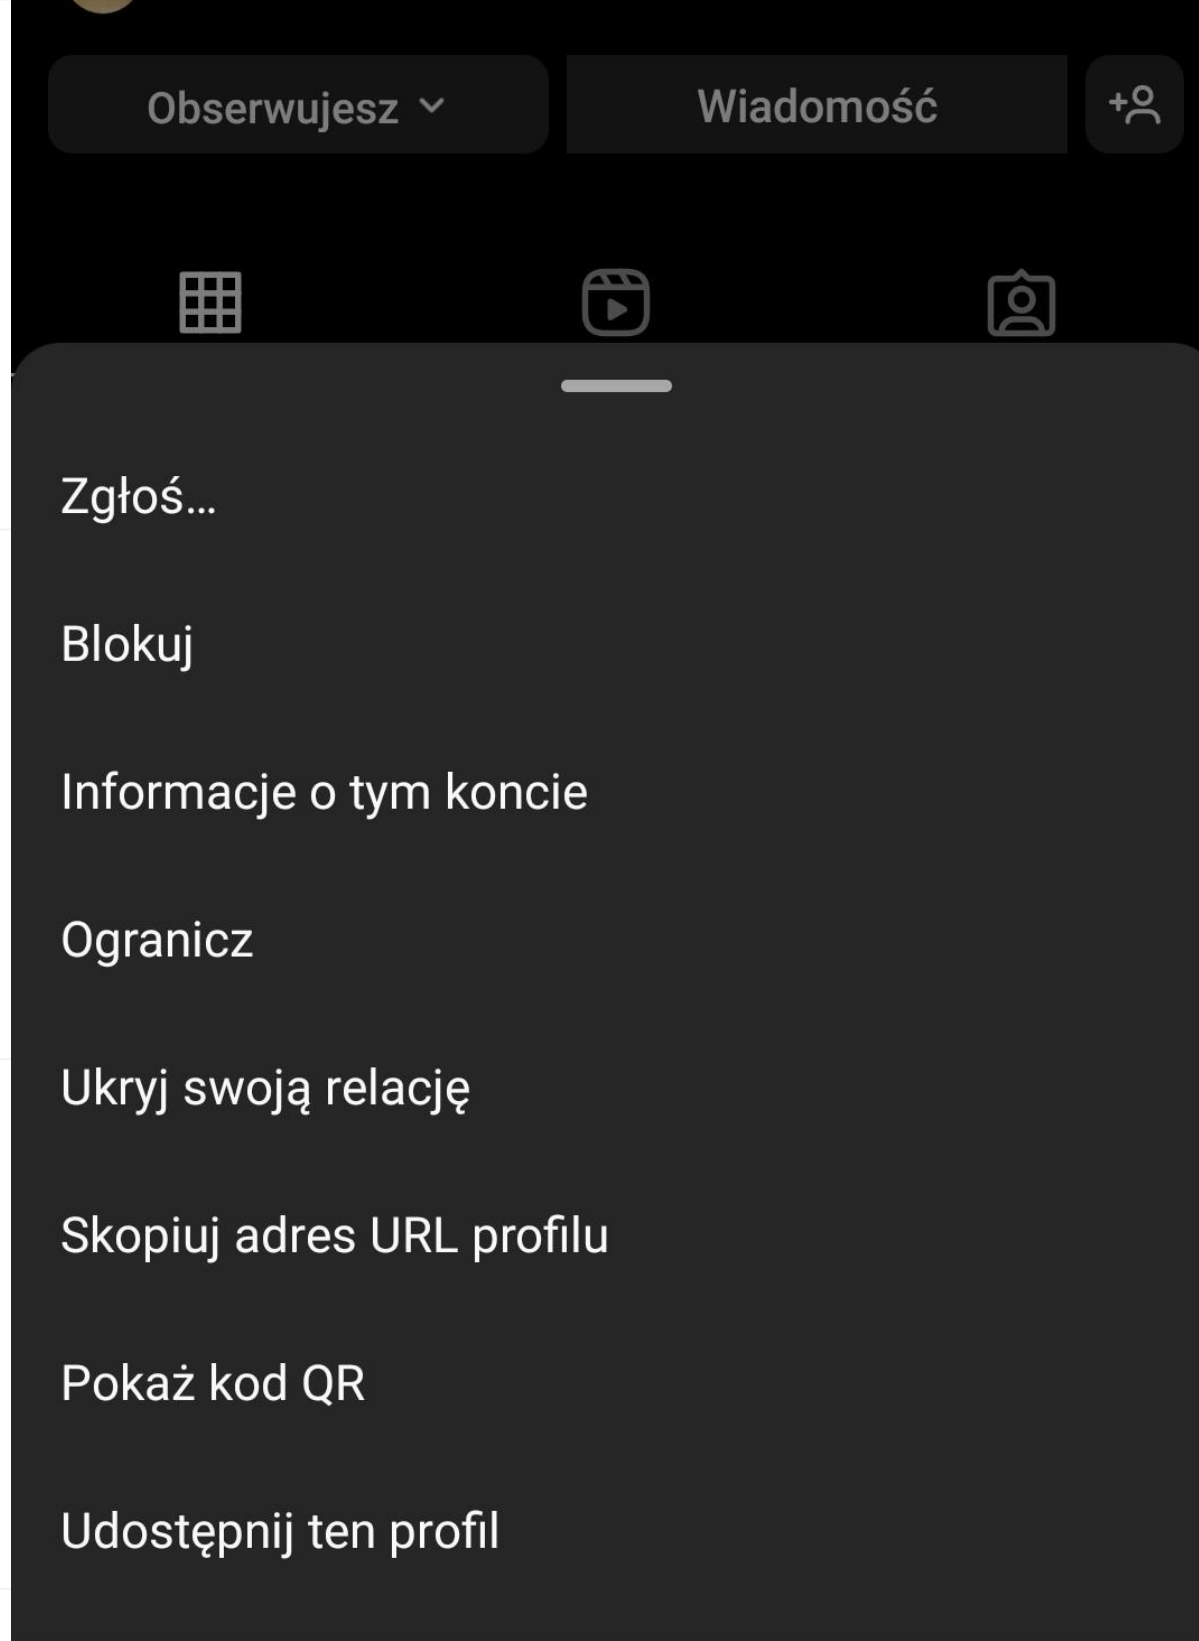 Obserwujesz
Wiadomość
Zgłoś...
Blokuj
Informacje o tym koncie
Ogranicz
Ukryj swoją relację
Skopiuj adres URL profilu
Pokaż kod QR
Udostępnij ten profil